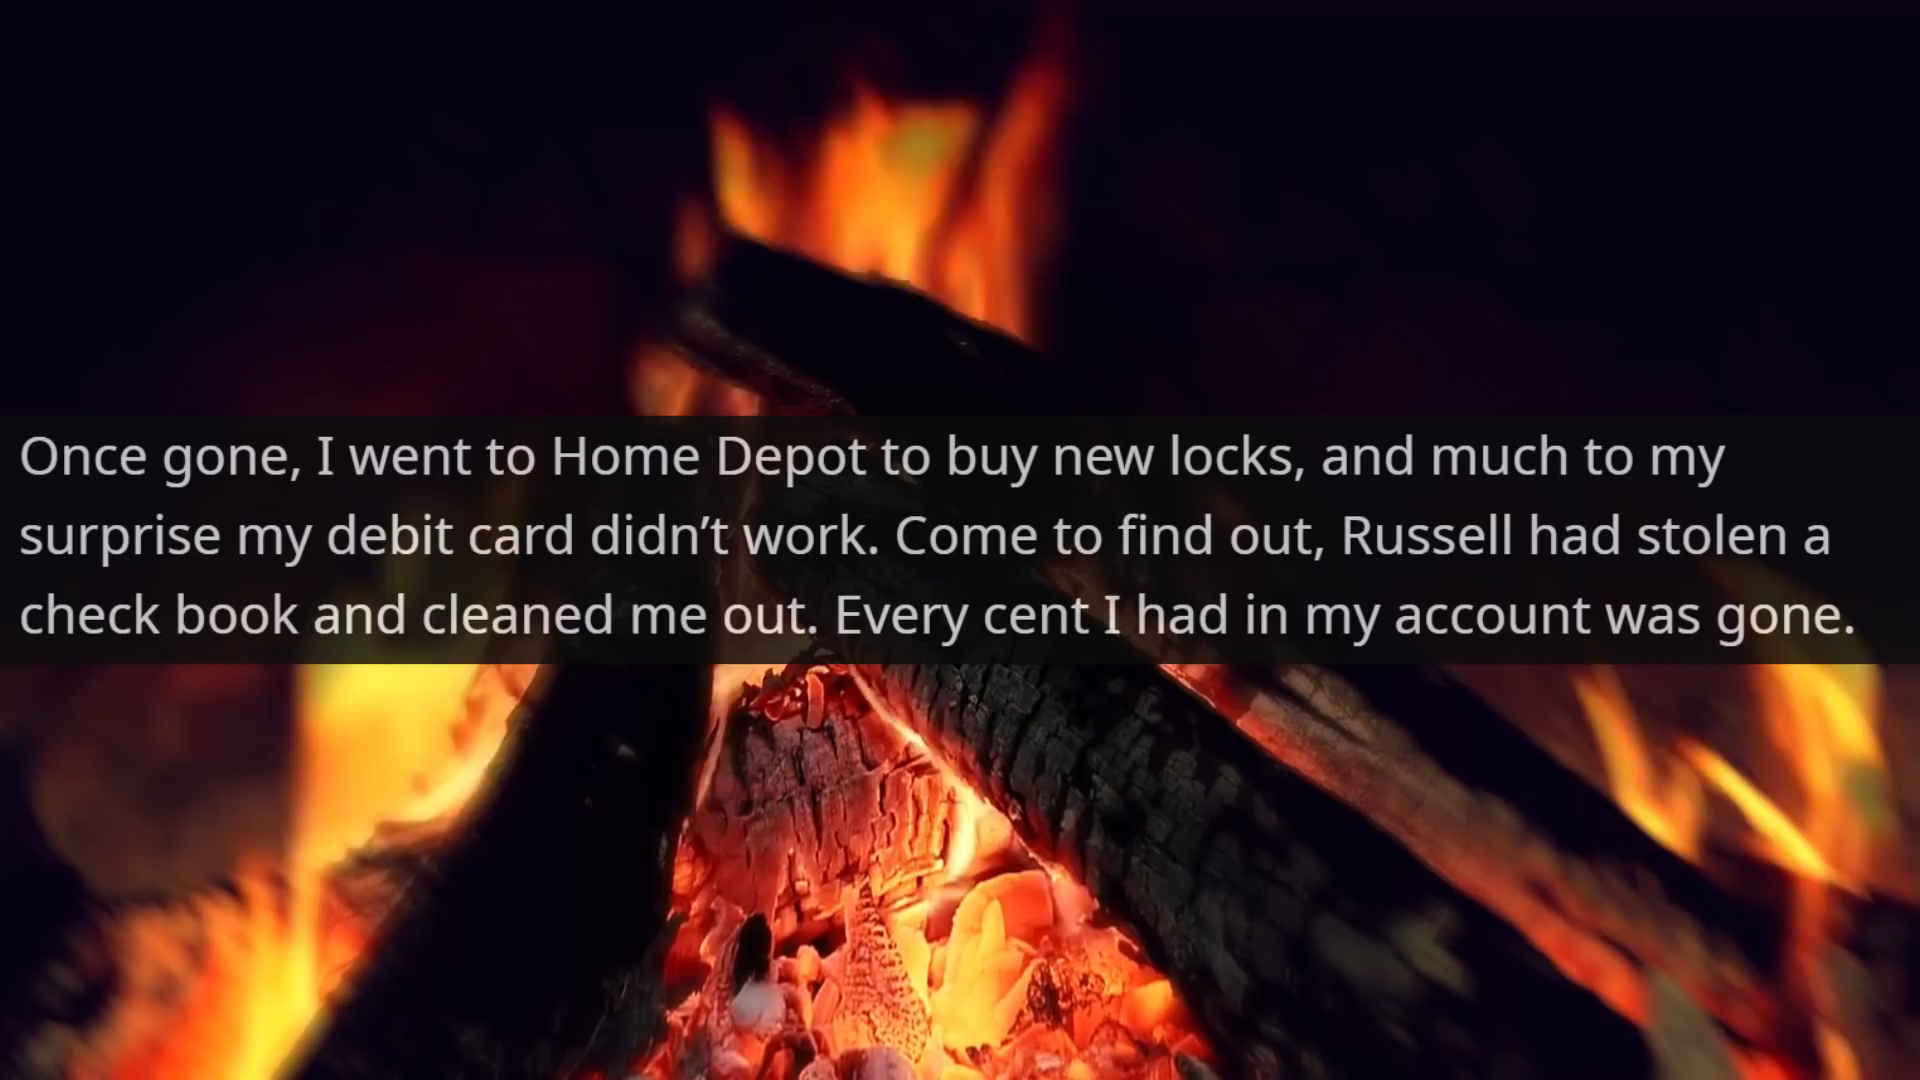 Once gone, I went to Home Depot to buy new locks, and much to my
surprise my debit card didn’t work. Come to find out, Russell had stolen a
check book and cleaned me out. Every cent I had in my account was gone.